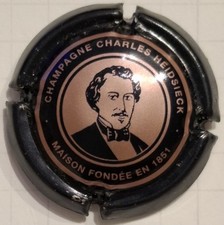 CHAMPAGNE CHARLES HEIDSIECK
MAISON FONDÉE EN 1851